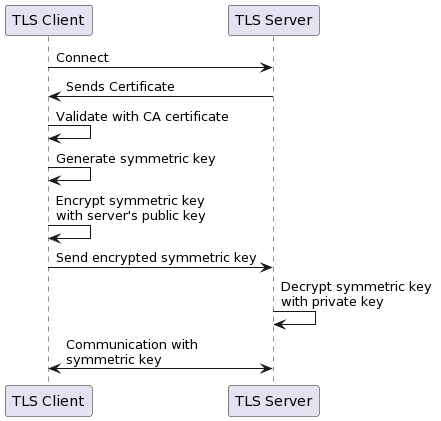 TLS Client
TLS Server
Connect
Sends Certificate
Validate with CA certificate
Generate symmetric key
Encrypt symmetric key
with server's public key
Send encrypted symmetric key
Decrypt symmetric key
with private key
Communication with
symmetric key
TLS Client
TLS Server